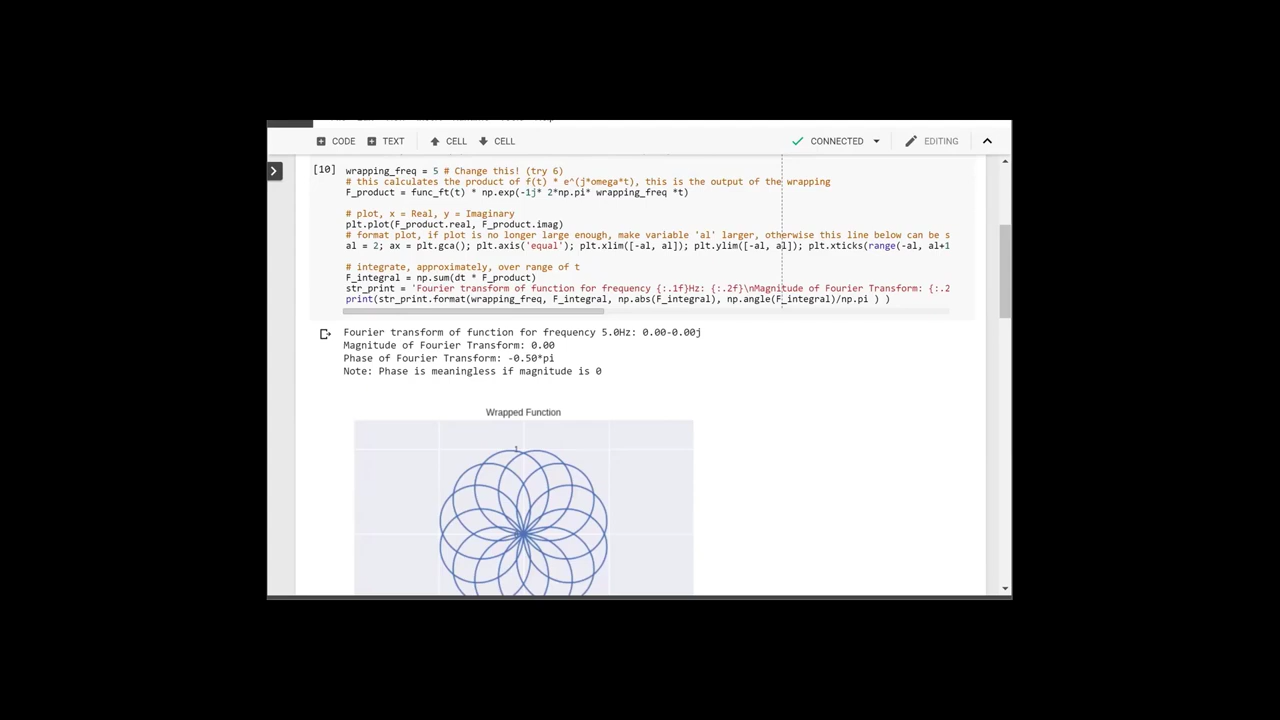 CODE TEXT CELL CELL CONNECTED EDITING
[10] wrapping_freq = 5 # Change this! (try 6)
# this calculates the product of f(t) * e^(j*omega*t), this is the output of the wrapping
F_product = func_ft(t) * np.exp(-1j* 2*np.pi* wrapping_freq *t)
# plot, x = Real, y = Imaginary
plt.plot(F_product.real, F_product.imag)
# format plot, if plot is no longer large enough, make variable 'al' larger, otherwise this line below can be s
al = 2; ax = plt.gca(); plt.axis('equal'); plt.xlim([-al, al]); plt.ylim([-al, al]); plt.xticks(range(-al, al+1
# integrate, approximately, over range of t
F_integral = np.sum(dt * F_product)
str_print = 'Fourier transform of function for frequency {:.1f}Hz: {:.2f}\nMagnitude of Fourier Transform: {:.2
print(str_print.format(wrapping_freq, F_integral, np.abs(F_integral), np.angle(F_integral)/np.pi ) )
Fourier transform of function for frequency 5.0Hz: 0.00-0.00j
Magnitude of Fourier Transform: 0.00
Phase of Fourier Transform: -0.50*pi
Note: Phase is meaningless if magnitude is 0
Wrapped Function
1